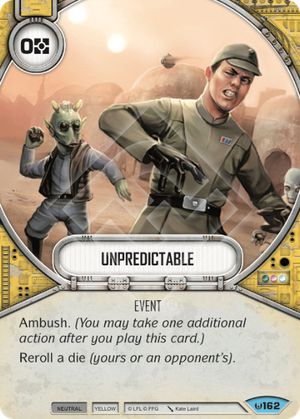 0
UNPREDICTABLE
EVENT
Ambush. (You may take one additional
action after you play this card.)
Reroll a die (yours or an opponent's).
NEUTRAL YELLOW © LFL © FFG Kate Laird 162